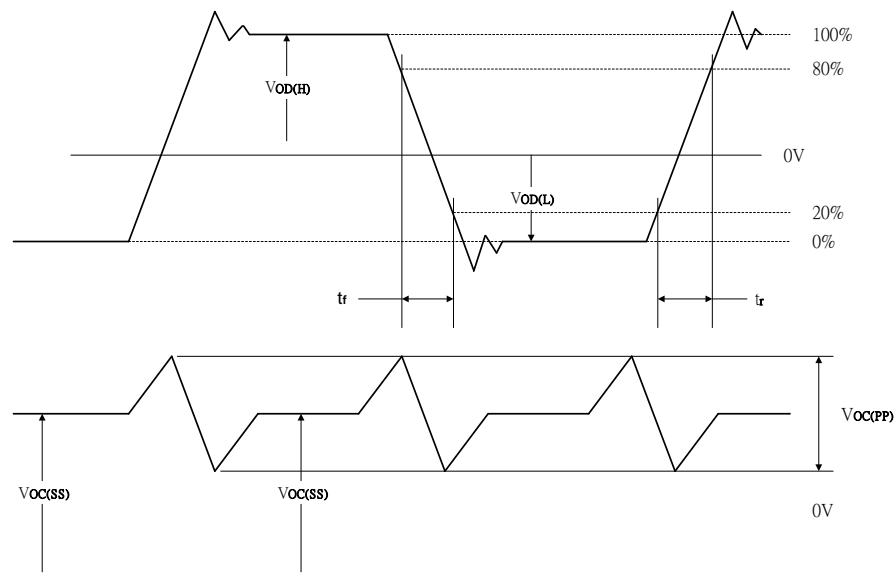 100%
80%
VOD(H)
0V
VOD(L)
20%
0%
tf
tr
VOC(PP)
VOC(SS)
VOC(SS)
0V